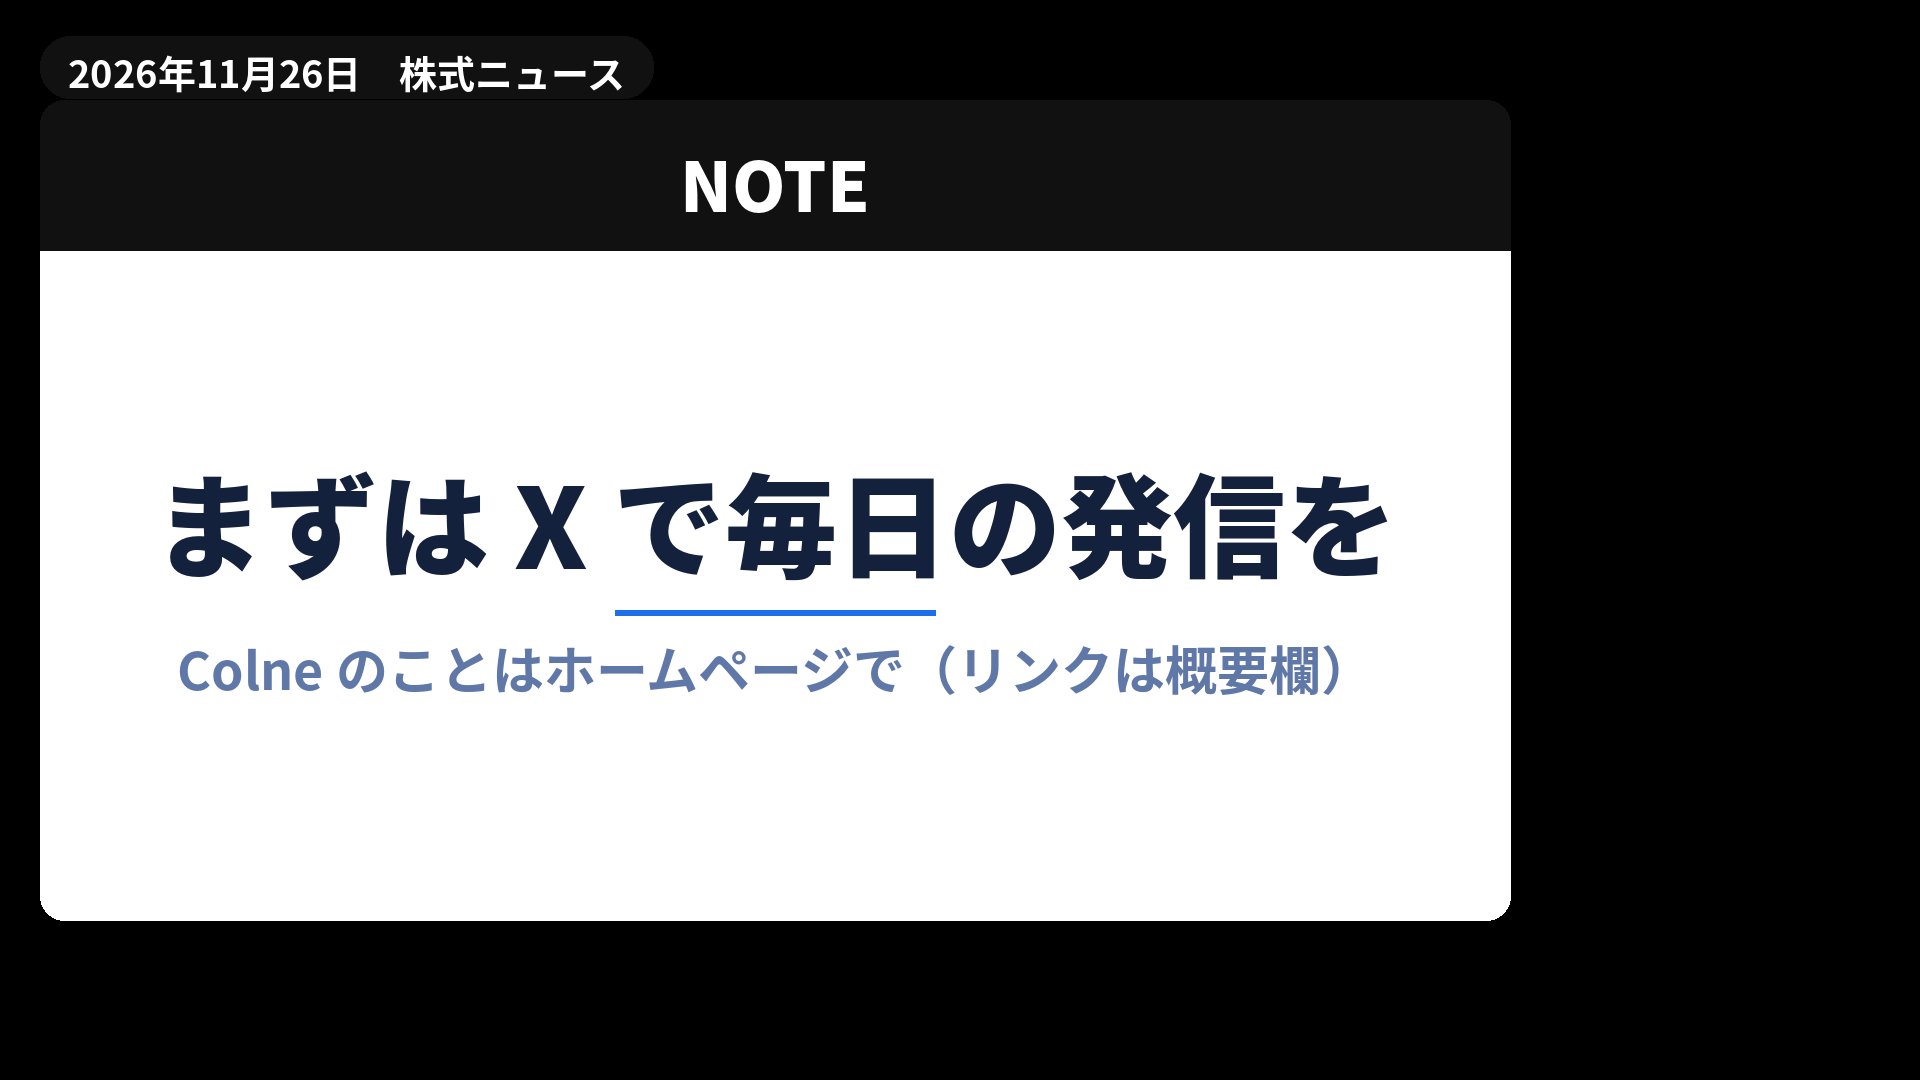 2026年11月26日　株式ニュース
NOTE
まずは X で毎日の発信を
Colne のことはホームページで（リンクは概要欄）